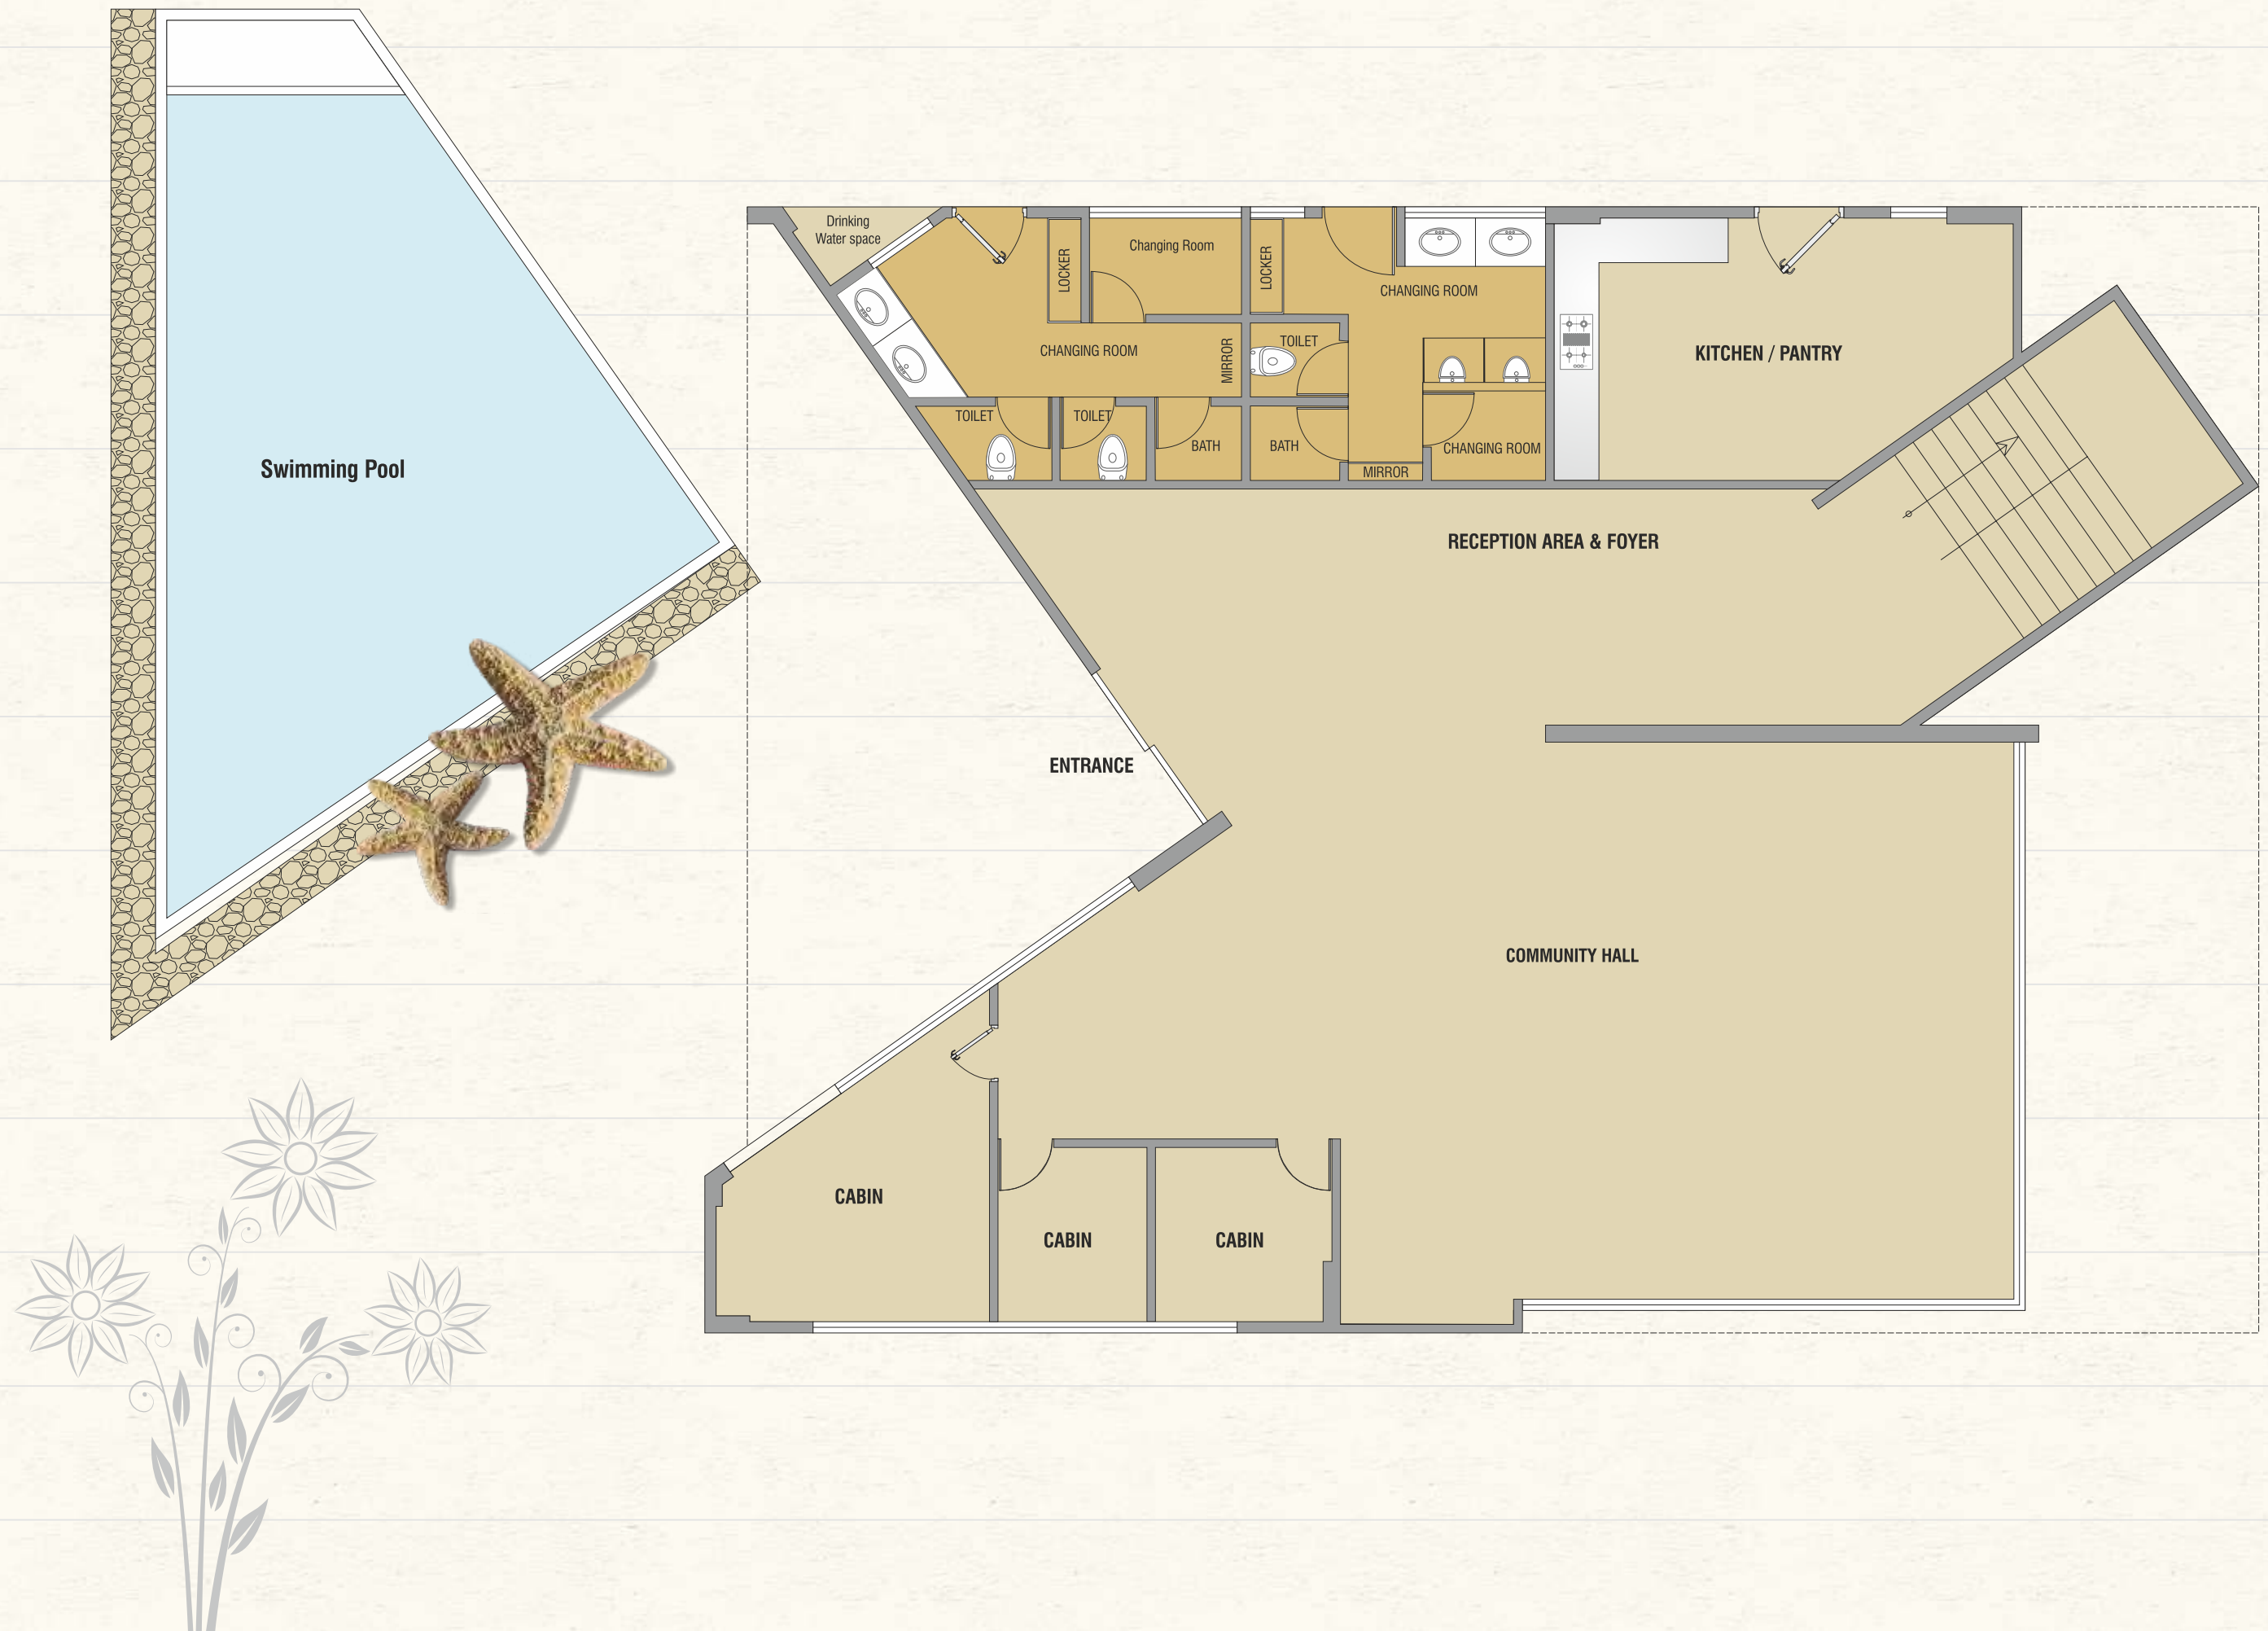 Drinking
Water space
LOCKER
Changing Room
LOCKER
CHANGING ROOM
CHANGING ROOM
MIRROR
TOILET
KITCHEN / PANTRY
TOILET
TOILET
BATH
BATH
CHANGING ROOM
MIRROR
Swimming Pool
RECEPTION AREA & FOYER
ENTRANCE
COMMUNITY HALL
CABIN
CABIN
CABIN